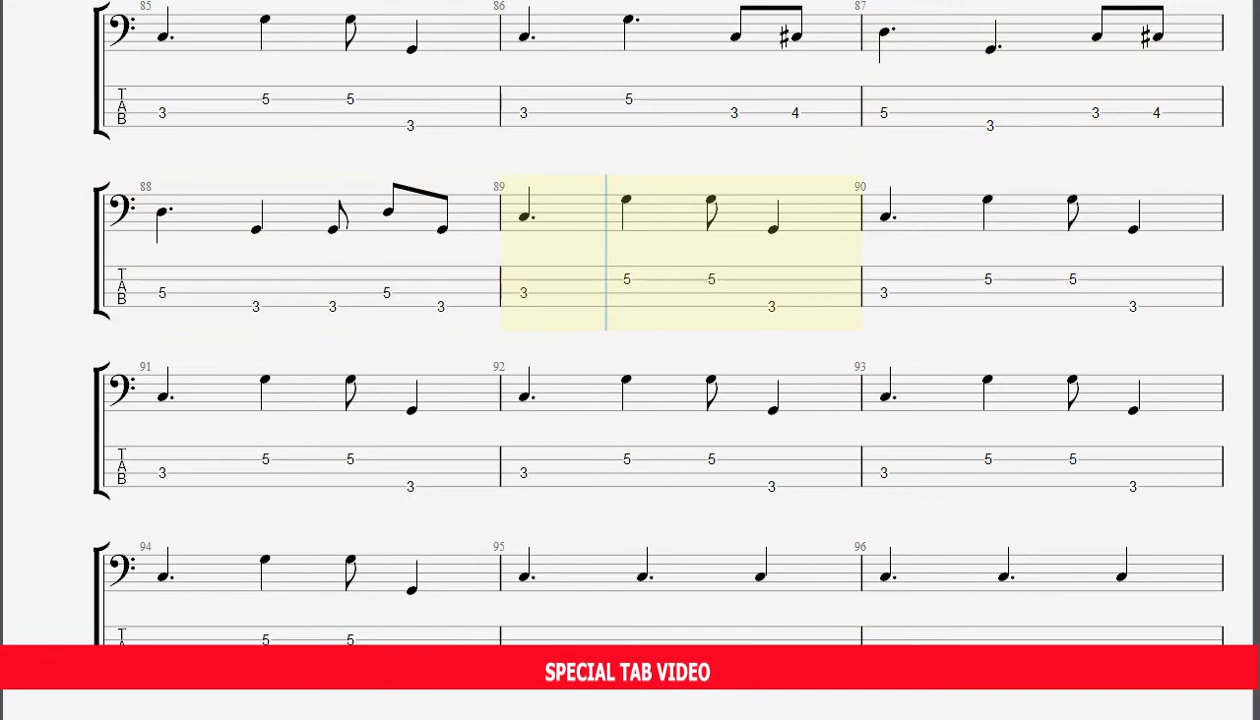 85 86 87
T 5 5 5
A 3 3 3 4 5 3 4
B 3 3
88 89 90
T 5 5 5 5
A 5 5 3 3
B 3 3 3 3 3
91 92 93
T 5 5 5 5 5 5
A 3 3 3
B 3 3 3
94 95 96
T 5 5
SPECIAL TAB VIDEO